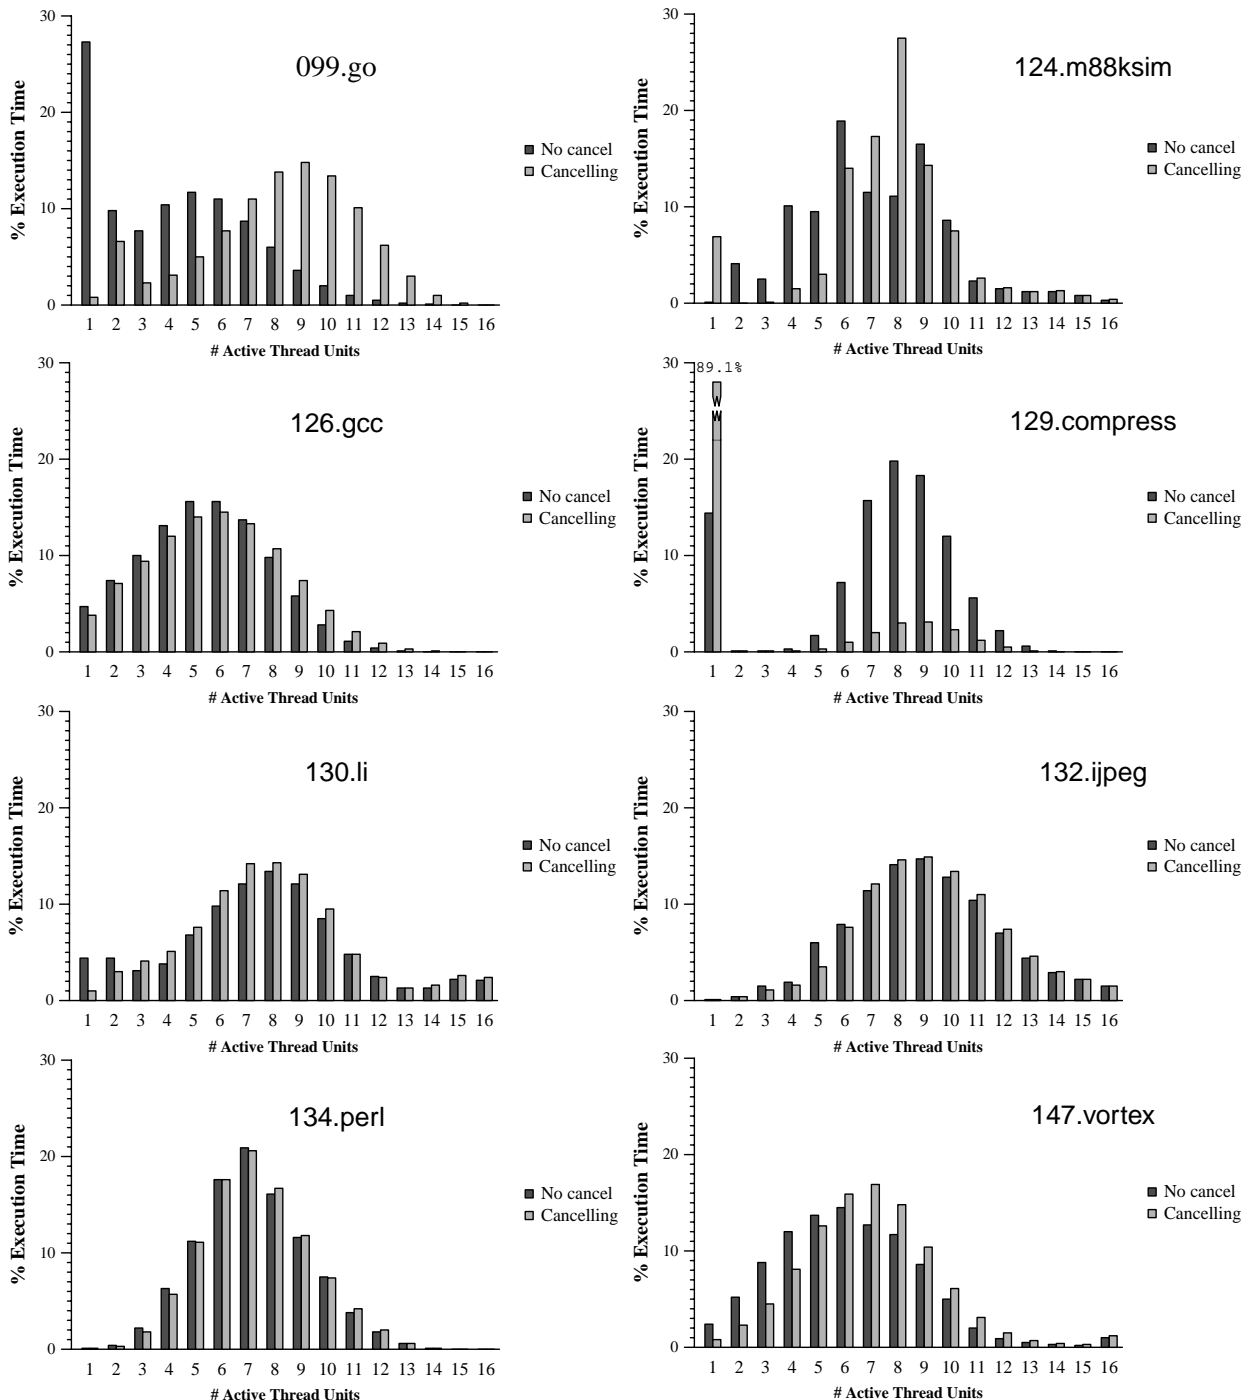 099.go
% Execution Time
30
20
10
0
No cancel
Cancelling
1 2 3 4 5 6 7 8 9 10 11 12 13 14 15 16
# Active Thread Units
124.m88ksim
% Execution Time
30
20
10
0
No cancel
Cancelling
1 2 3 4 5 6 7 8 9 10 11 12 13 14 15 16
# Active Thread Units
126.gcc
% Execution Time
30
20
10
0
No cancel
Cancelling
1 2 3 4 5 6 7 8 9 10 11 12 13 14 15 16
# Active Thread Units
129.compress
89.1%
% Execution Time
30
20
10
0
No cancel
Cancelling
1 2 3 4 5 6 7 8 9 10 11 12 13 14 15 16
# Active Thread Units
130.li
% Execution Time
30
20
10
0
No cancel
Cancelling
1 2 3 4 5 6 7 8 9 10 11 12 13 14 15 16
# Active Thread Units
132.ijpeg
% Execution Time
30
20
10
0
No cancel
Cancelling
1 2 3 4 5 6 7 8 9 10 11 12 13 14 15 16
# Active Thread Units
134.perl
% Execution Time
30
20
10
0
No cancel
Cancelling
1 2 3 4 5 6 7 8 9 10 11 12 13 14 15 16
# Active Thread Units
147.vortex
% Execution Time
30
20
10
0
No cancel
Cancelling
1 2 3 4 5 6 7 8 9 10 11 12 13 14 15 16
# Active Thread Units